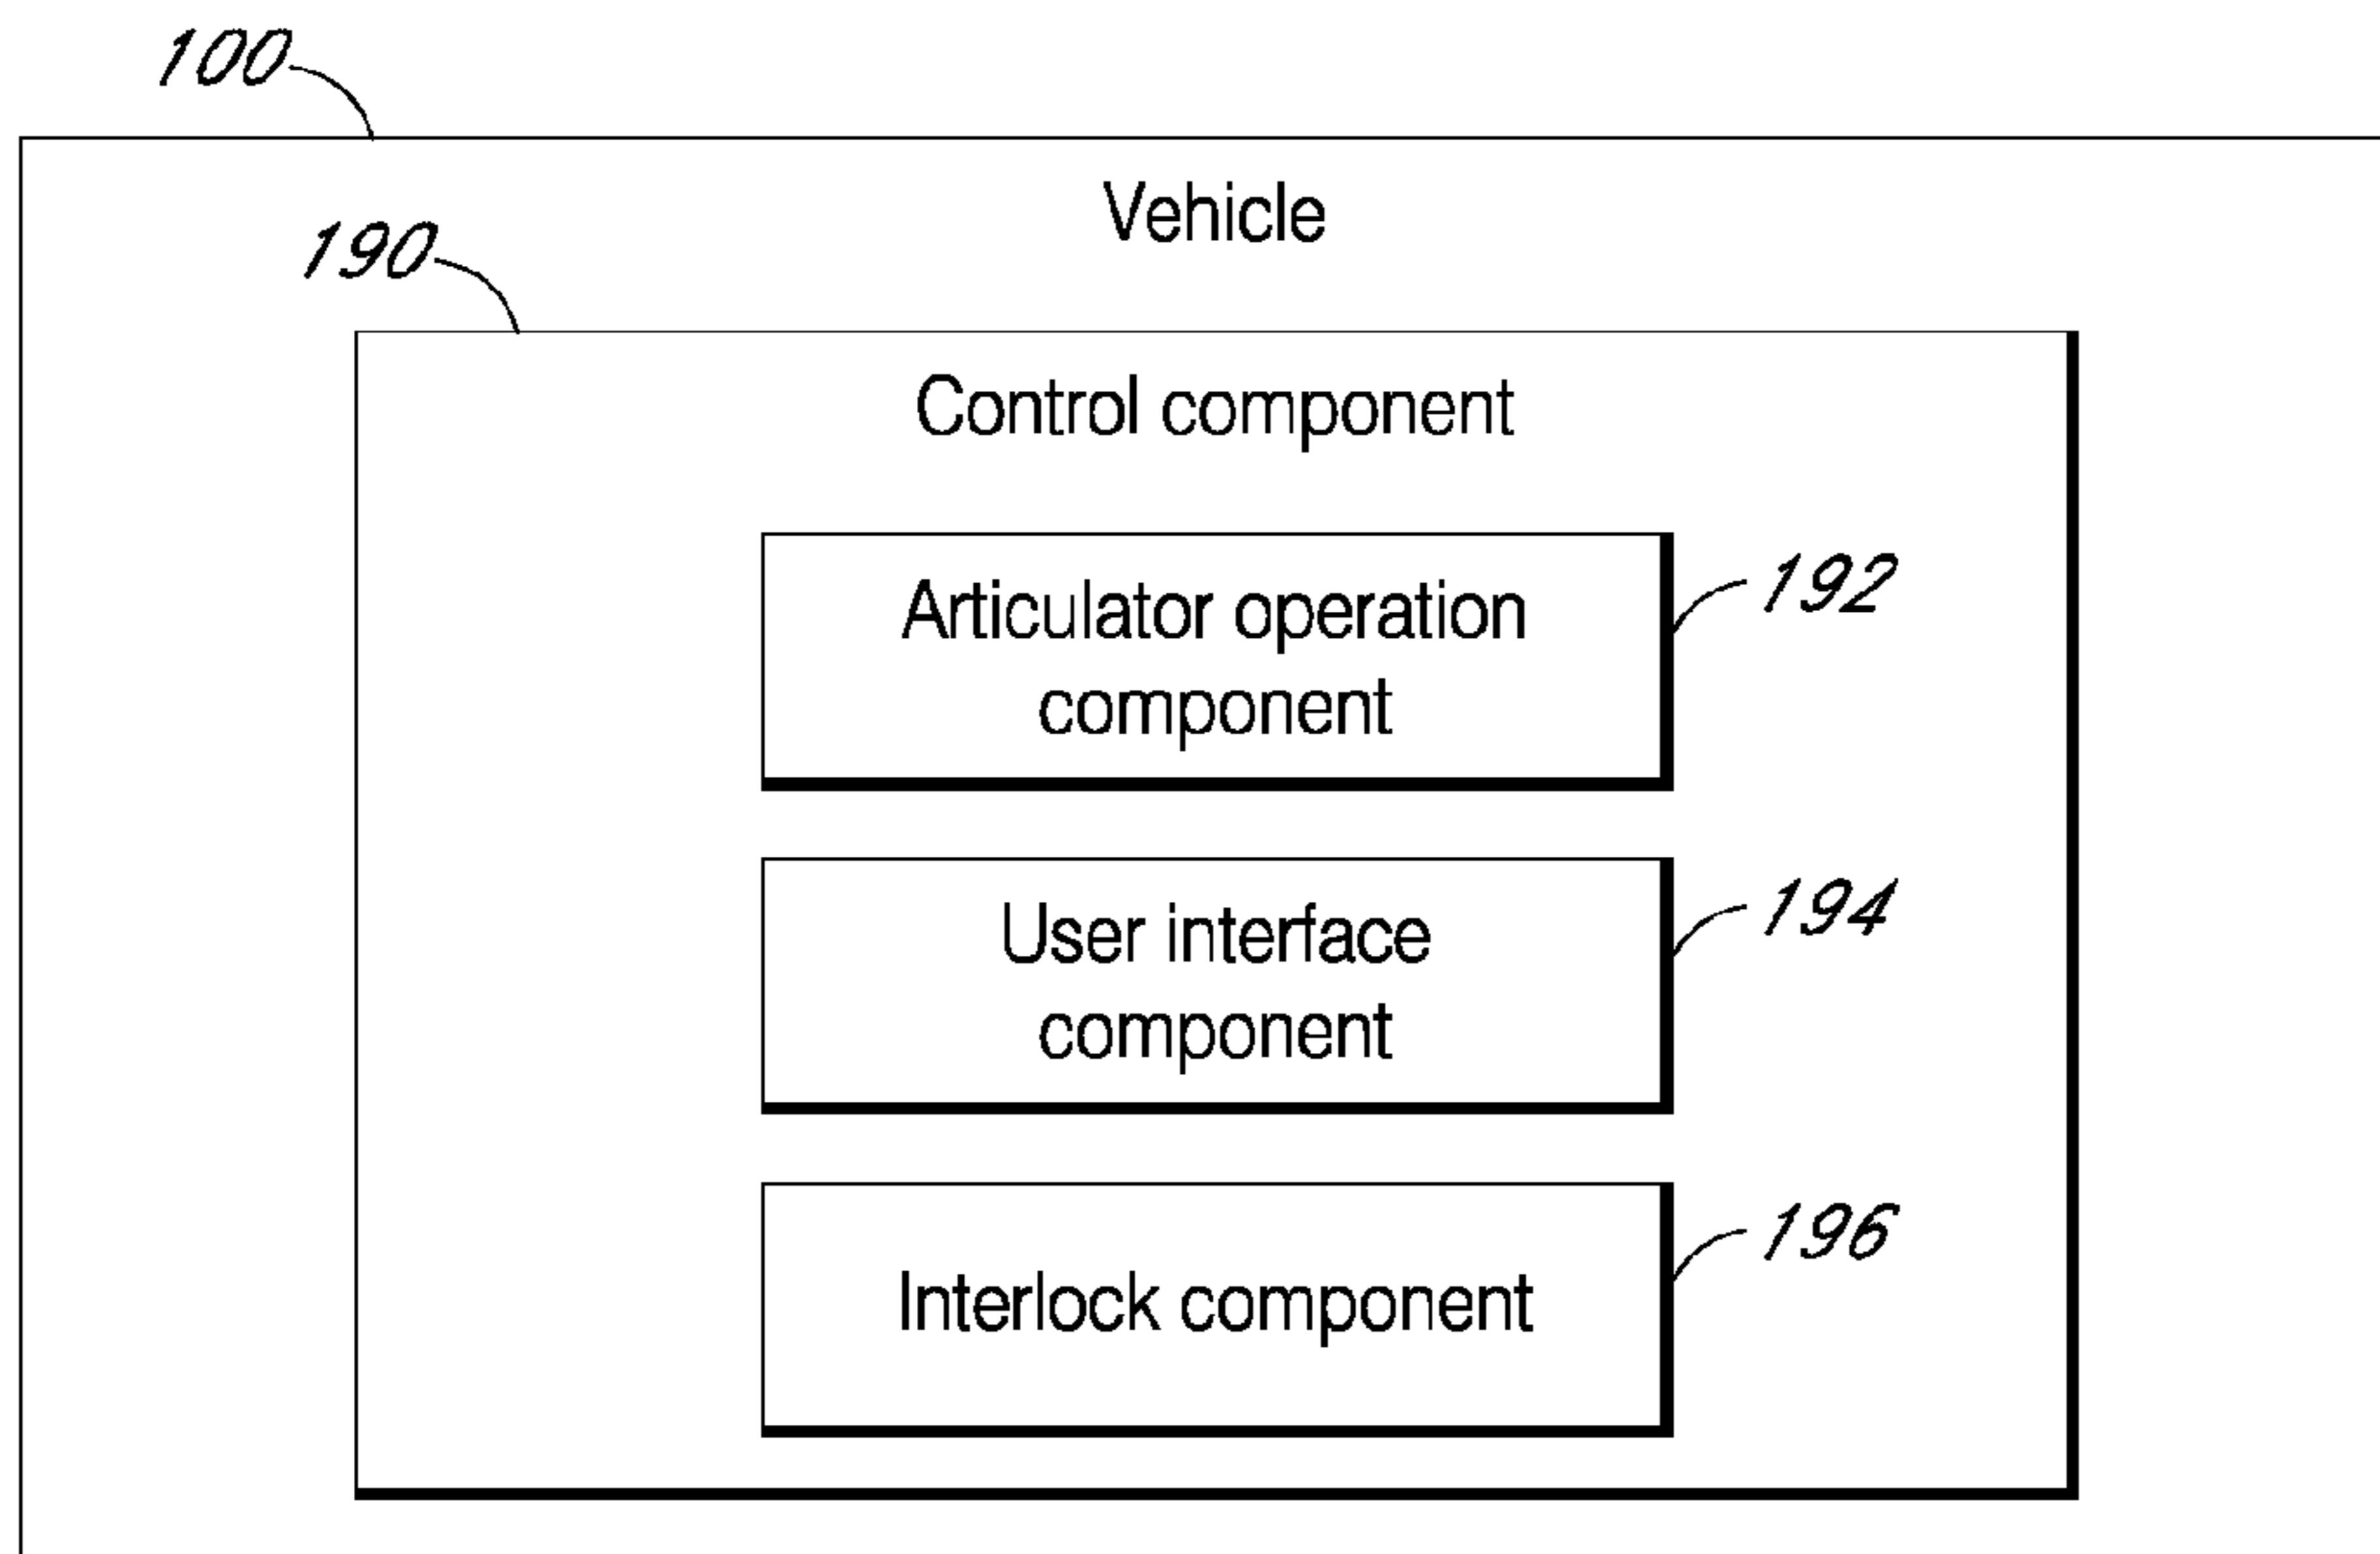 100
Vehicle
190
Control component
Articulator operation
component
192
User interface
component
194
Interlock component
196